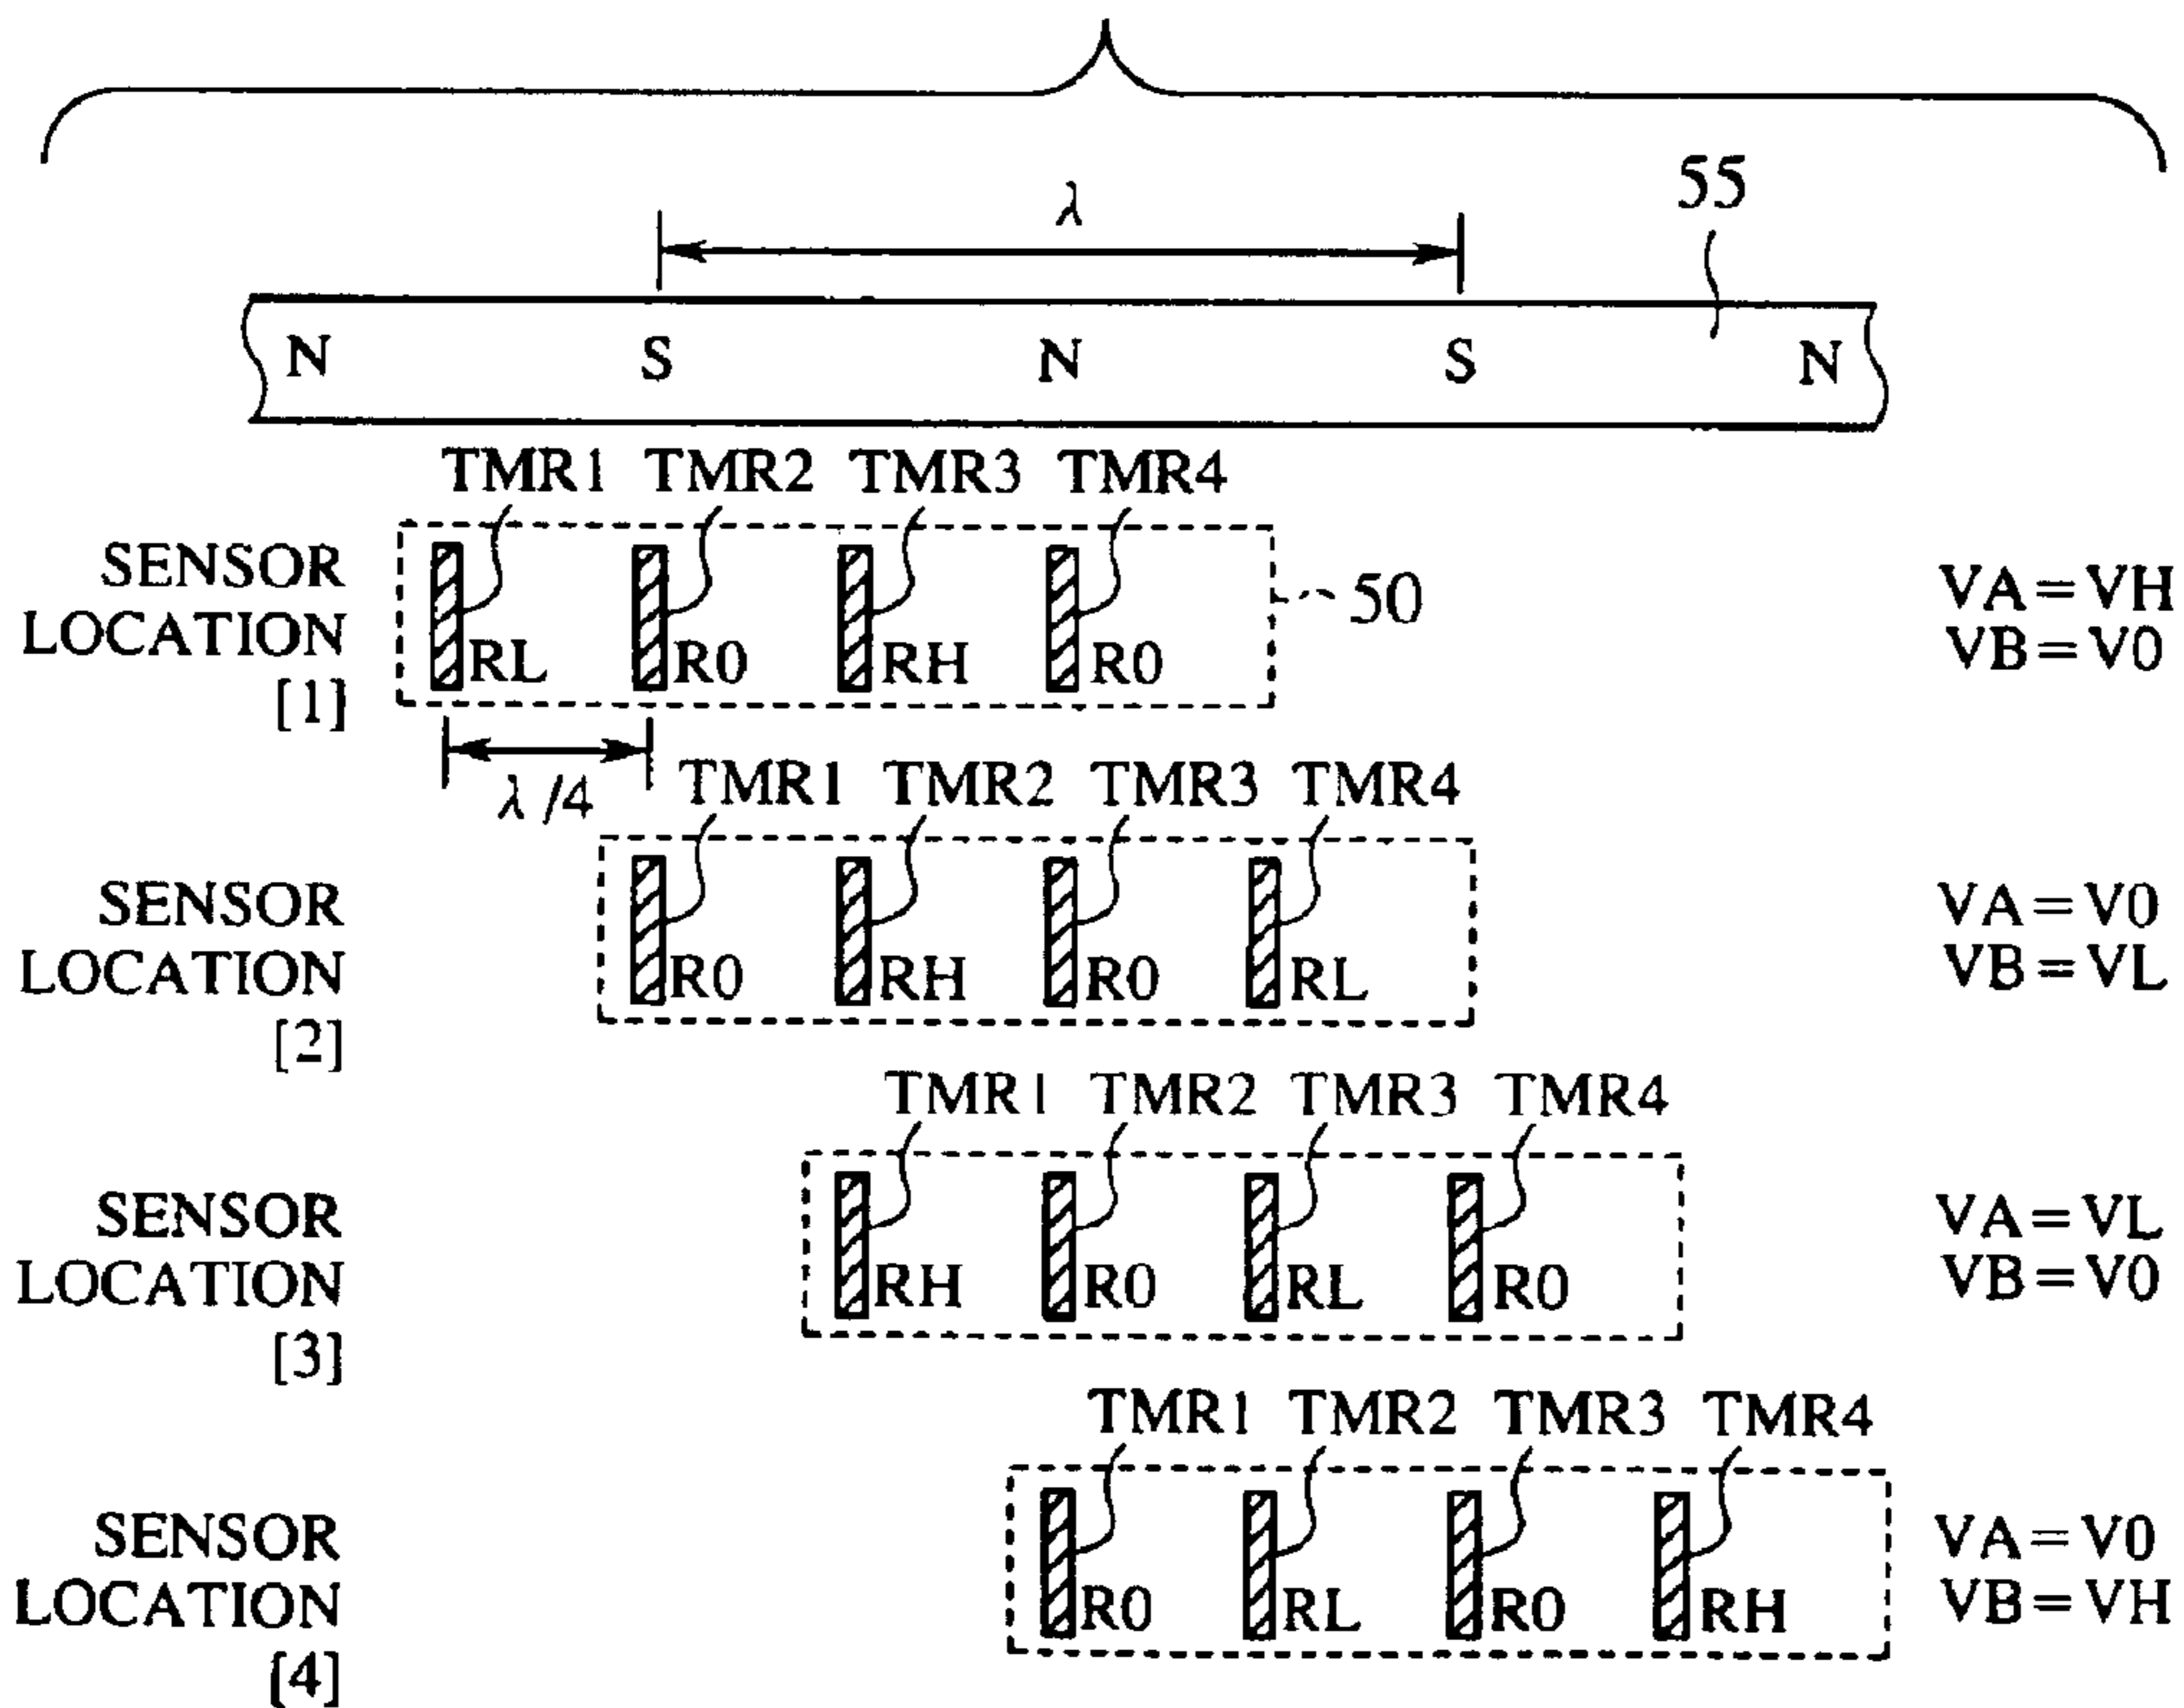 λ
55
N S N S N
TMR1 TMR2 TMR3 TMR4
SENSOR
LOCATION
[1]
RL R0 RH R0
50
VA=VH
VB=V0
λ/4
TMR1 TMR2 TMR3 TMR4
SENSOR
LOCATION
[2]
R0 RH R0 RL
VA=V0
VB=VL
TMR1 TMR2 TMR3 TMR4
SENSOR
LOCATION
[3]
RH R0 RL R0
VA=VL
VB=V0
TMR1 TMR2 TMR3 TMR4
SENSOR
LOCATION
[4]
R0 RL R0 RH
VA=V0
VB=VH